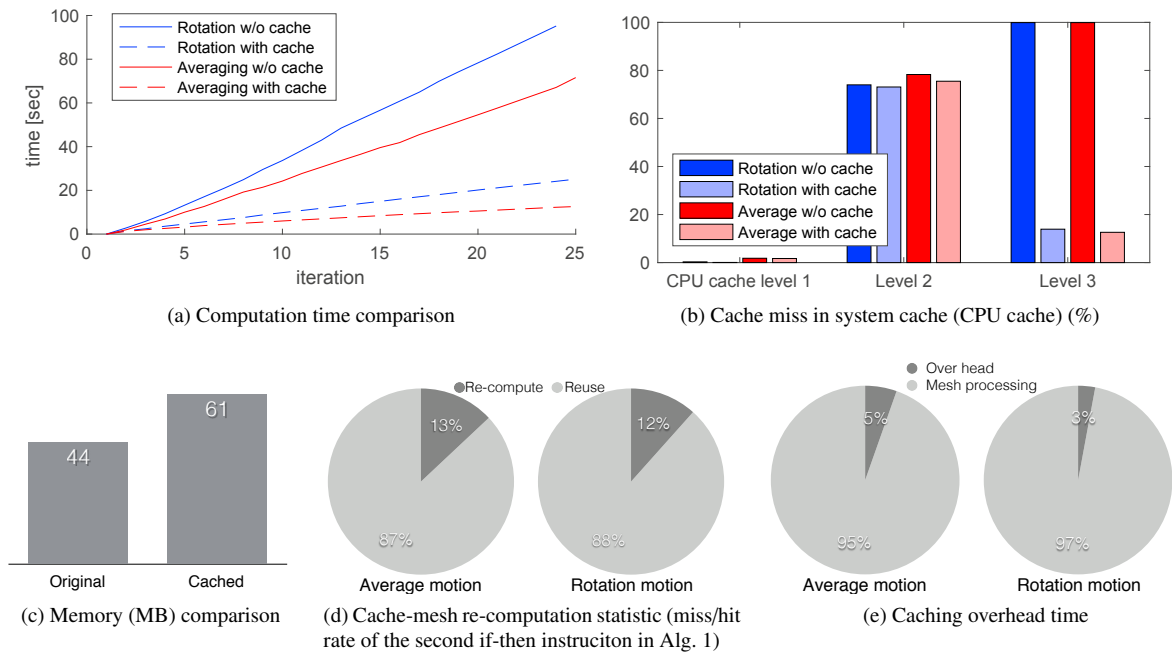 100
80
60
40
20
0
time [sec]
Rotation w/o cache
Rotation with cache
Averaging w/o cache
Averaging with cache
5
10
15
20
25
iteration
(a) Computation time comparison
100
80
60
40
20
0
Rotation w/o cache
Rotation with cache
Average w/o cache
Average with cache
CPU cache level 1
Level 2
Level 3
(b) Cache miss in system cache (CPU cache) (%)
44
61
Original
Cached
(c) Memory (MB) comparison
Re-compute
Reuse
13%
87%
Average motion
12%
88%
Rotation motion
(d) Cache-mesh re-computation statistic (miss/hit
rate of the second if-then instruciton in Alg. 1)
Over head
Mesh processing
5%
95%
Average motion
3%
97%
Rotation motion
(e) Caching overhead time